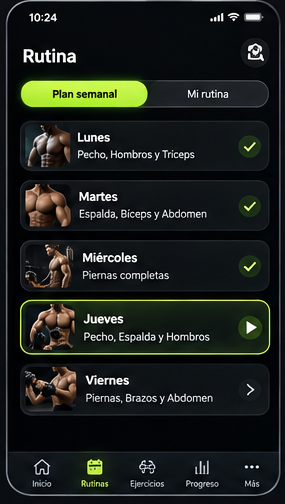 10:24
Rutina
Plan semanal
Mi rutina
Lunes
Pecho, Hombros y Tríceps
Martes
Espalda, Bíceps y Abdomen
Miércoles
Piernas completas
Jueves
Pecho, Espalda y Hombros
Viernes
Piernas, Brazos y Abdomen
Inicio
Rutinas
Ejercicios
Progreso
Más